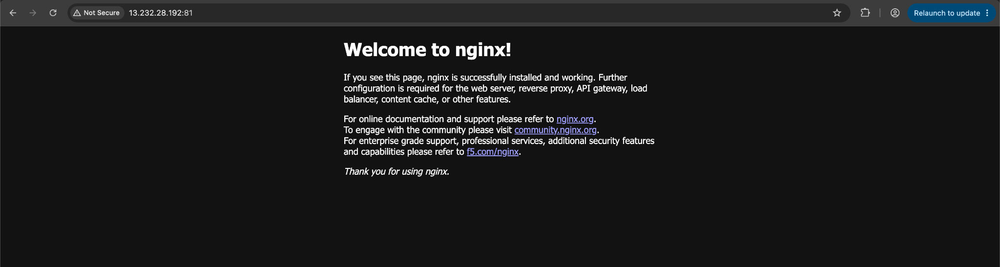 Not Secure 13.232.28.192:81 Relaunch to update
Welcome to nginx!
If you see this page, nginx is successfully installed and working. Further
configuration is required for the web server, reverse proxy, API gateway, load
balancer, content cache, or other features.
For online documentation and support please refer to nginx.org.
To engage with the community please visit community.nginx.org.
For enterprise grade support, professional services, additional security features
and capabilities please refer to f5.com/nginx.
Thank you for using nginx.